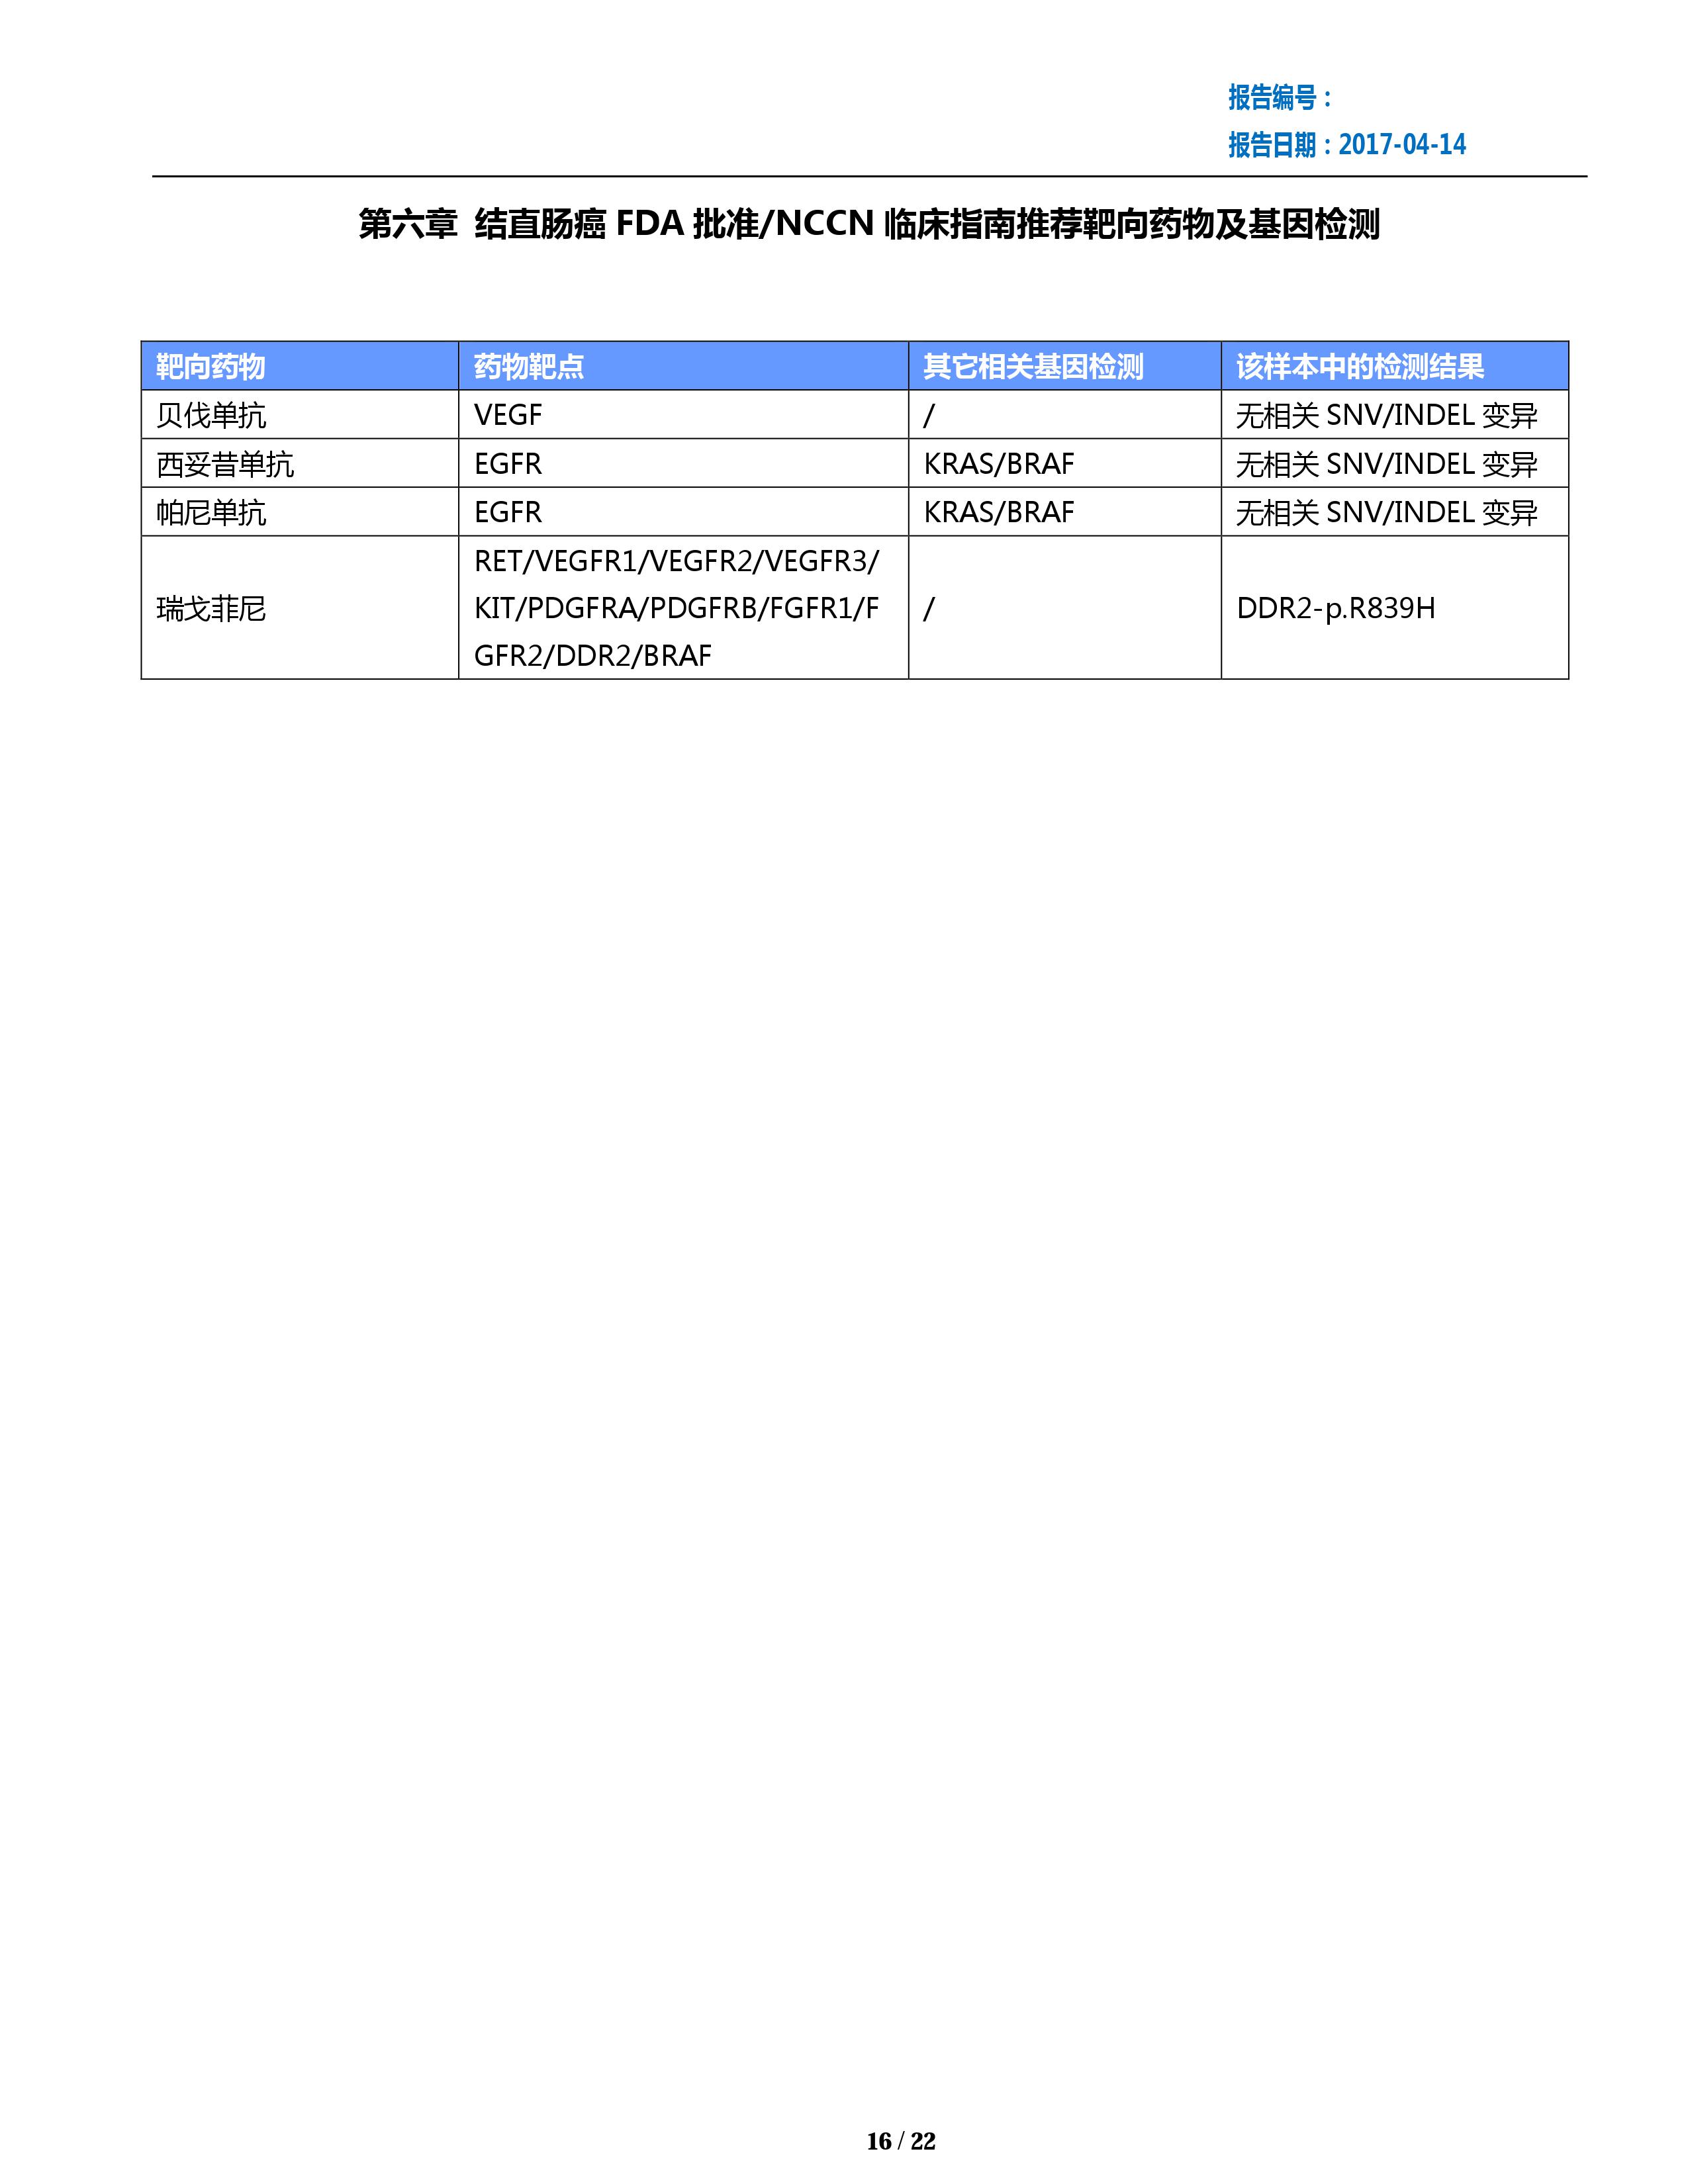 报告编号：
报告日期：2017-04-14
第六章 结直肠癌 FDA 批准/NCCN 临床指南推荐靶向药物及基因检测
靶向药物 药物靶点 其它相关基因检测 该样本中的检测结果
贝伐单抗 VEGF / 无相关 SNV/INDEL 变异
西妥昔单抗 EGFR KRAS/BRAF 无相关 SNV/INDEL 变异
帕尼单抗 EGFR KRAS/BRAF 无相关 SNV/INDEL 变异
RET/VEGFR1/VEGFR2/VEGFR3/
瑞戈菲尼 KIT/PDGFRA/PDGFRB/FGFR1/F / DDR2-p.R839H
GFR2/DDR2/BRAF
16 / 22